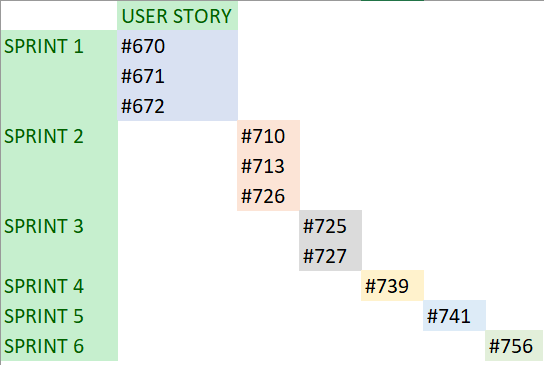 USER STORY
SPRINT 1 #670
#671
#672
SPRINT 2 #710
#713
#726
SPRINT 3 #725
#727
SPRINT 4 #739
SPRINT 5 #741
SPRINT 6 #756